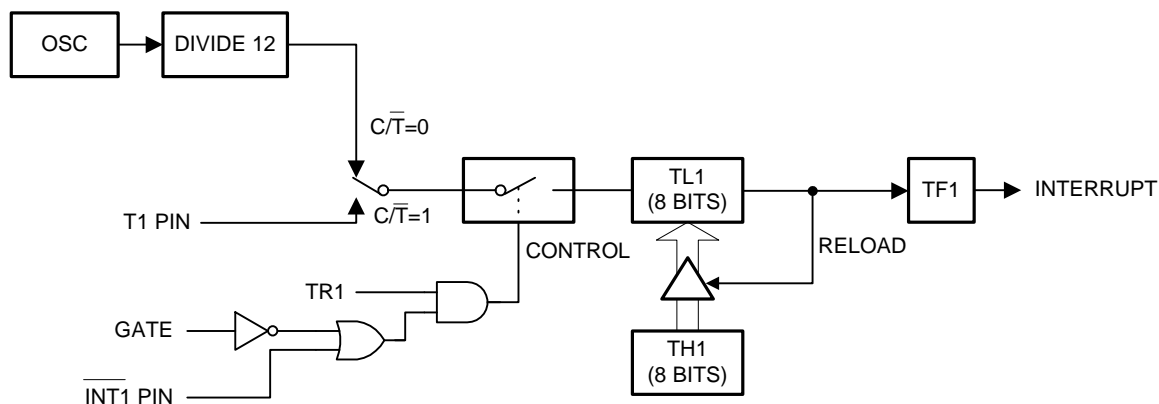 OSC
DIVIDE 12
C/T̅=0
TL1
(8 BITS)
TF1
INTERRUPT
T1 PIN
C/T̅=1
CONTROL
RELOAD
TR1
GATE
TH1
(8 BITS)
I̅N̅T̅1̅ PIN